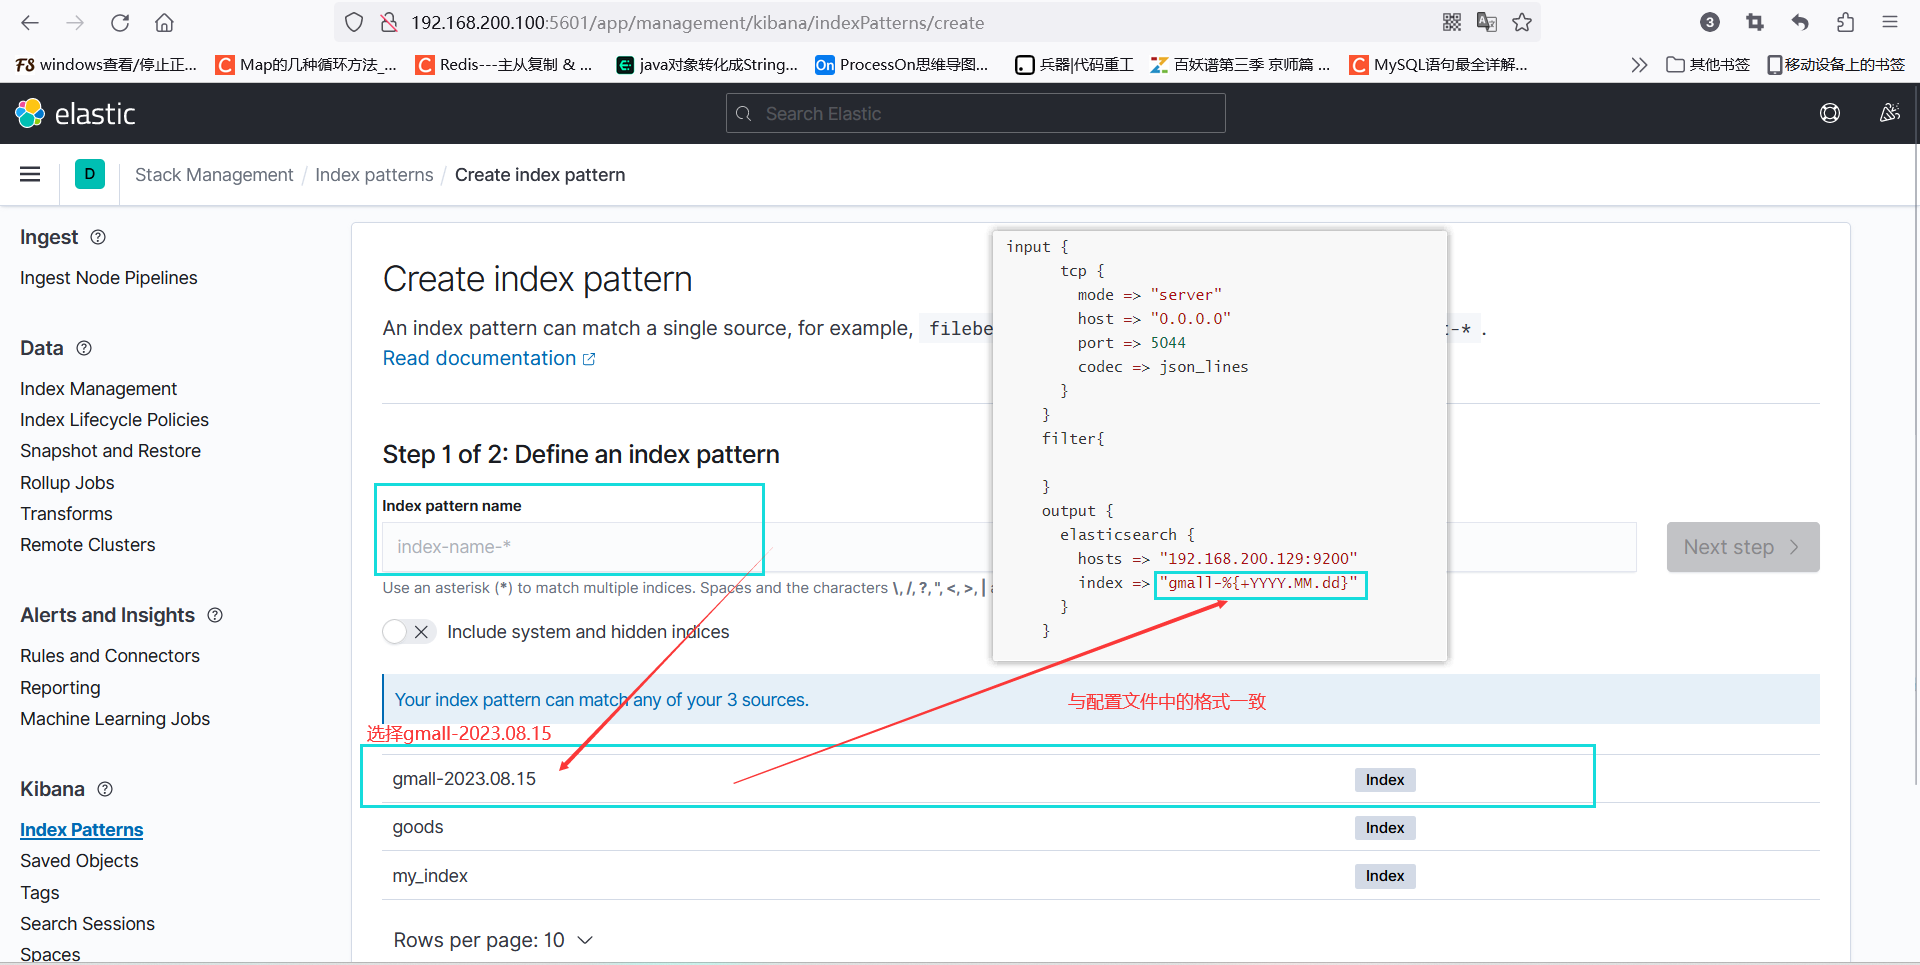 192.168.200.100:5601/app/management/kibana/indexPatterns/create
3
FS windows查看/停止正...
C Map的几种循环方法_...
C Redis---主从复制 & ...
java对象转化成String...
On ProcessOn思维导图...
兵器|代码重工
百妖谱第三季 京师篇 ...
C MySQL语句最全详解...
其他书签
移动设备上的书签
elastic
Search Elastic
D
Stack Management / Index patterns / Create index pattern
Ingest
Ingest Node Pipelines
Data
Index Management
Index Lifecycle Policies
Snapshot and Restore
Rollup Jobs
Transforms
Remote Clusters
Alerts and Insights
Rules and Connectors
Reporting
Machine Learning Jobs
Kibana
Index Patterns
Saved Objects
Tags
Search Sessions
Spaces
Create index pattern
An index pattern can match a single source, for example, filebe
-* .
Read documentation
Step 1 of 2: Define an index pattern
Index pattern name
index-name-*
Next step
Use an asterisk (*) to match multiple indices. Spaces and the characters \, /, ?, ", <, >, |
Include system and hidden indices
Your index pattern can match any of your 3 sources.
input {
tcp {
mode => "server"
host => "0.0.0.0"
port => 5044
codec => json_lines
}
}
filter{
}
output {
elasticsearch {
hosts => "192.168.200.129:9200"
index => "gmall-%{+YYYY.MM.dd}"
}
}
与配置文件中的格式一致
选择gmall-2023.08.15
gmall-2023.08.15 Index
goods Index
my_index Index
Rows per page: 10